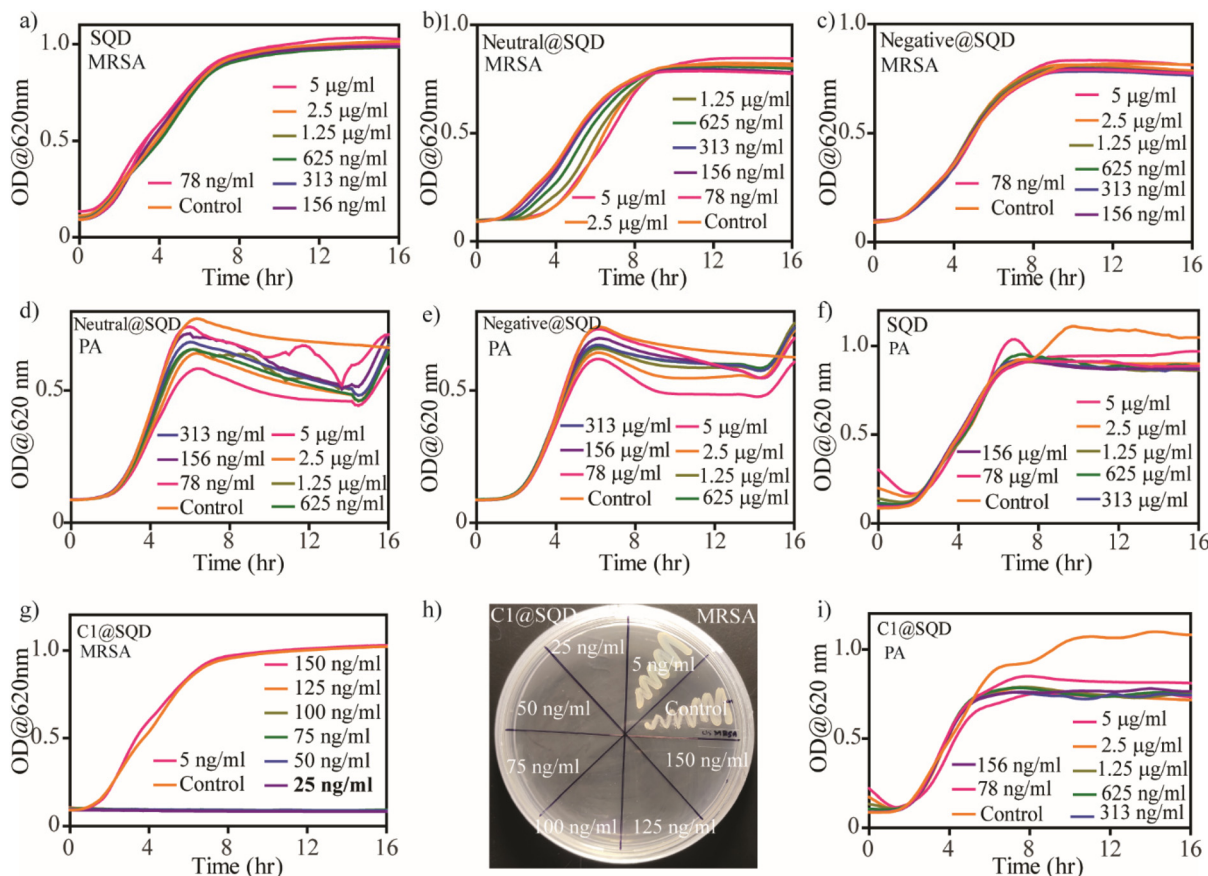 a)
SQD
MRSA
OD@620nm
1.0
0.5
0
5 μg/ml
2.5 μg/ml
1.25 μg/ml
625 ng/ml
78 ng/ml
313 ng/ml
Control
156 ng/ml
0
4
8
12
16
Time (hr)
b)
Neutral@SQD
MRSA
OD@620nm
1.0
0.5
0
1.25 μg/ml
625 ng/ml
313 ng/ml
156 ng/ml
5 μg/ml
78 ng/ml
2.5 μg/ml
Control
0
4
8
12
16
Time (hr)
c)
Negative@SQD
MRSA
OD@620nm
1.0
0.5
0
5 μg/ml
2.5 μg/ml
1.25 μg/ml
78 ng/ml
625 ng/ml
Control
313 ng/ml
156 ng/ml
0
4
8
12
16
Time (hr)
d)
Neutral@SQD
PA
OD@620 nm
0.5
0
313 ng/ml
5 μg/ml
156 ng/ml
2.5 μg/ml
78 ng/ml
1.25 μg/ml
Control
625 ng/ml
0
4
8
12
16
Time (hr)
e)
Negative@SQD
PA
OD@620 nm
0.5
0
313 μg/ml
5 μg/ml
156 μg/ml
2.5 μg/ml
78 μg/ml
1.25 μg/ml
Control
625 μg/ml
0
4
8
12
16
Time (hr)
f)
SQD
PA
OD@620 nm
1.0
0.5
0
5 μg/ml
2.5 μg/ml
156 μg/ml
1.25 μg/ml
78 μg/ml
625 μg/ml
Control
313 μg/ml
0
4
8
12
16
Time (hr)
g)
C1@SQD
MRSA
OD@620nm
1.0
0.5
0
150 ng/ml
125 ng/ml
100 ng/ml
75 ng/ml
5 ng/ml
50 ng/ml
Control
25 ng/ml
0
4
8
12
16
Time (hr)
h)
C1@SQD
MRSA
25 ng/ml
5 ng/ml
50 ng/ml
Control
75 ng/ml
150 ng/ml
100 ng/ml
125 ng/ml
i)
C1@SQD
PA
OD@620 nm
1.0
0.5
0
5 μg/ml
2.5 μg/ml
156 ng/ml
1.25 μg/ml
78 ng/ml
625 ng/ml
Control
313 ng/ml
0
4
8
12
16
Time (hr)